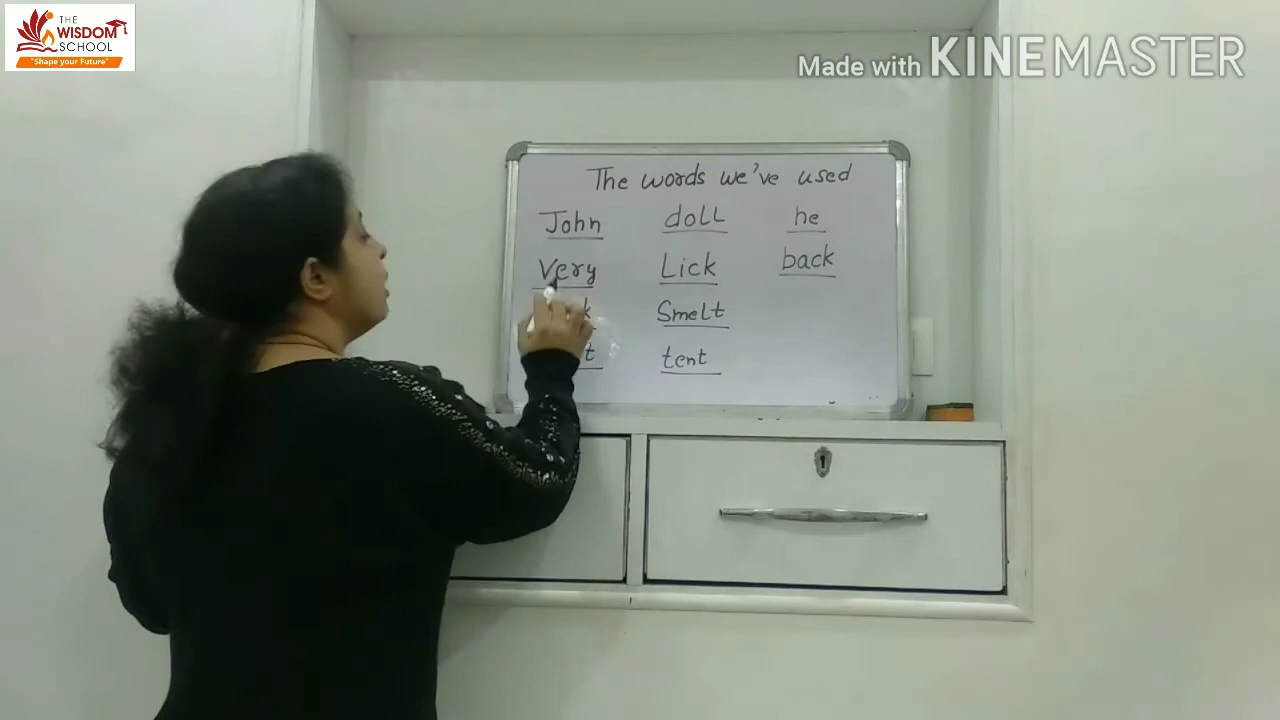 THE
WISDOM
SCHOOL
"Shape your Future"
Made with KINEMASTER
The words we've used
John doLL he
Very Lick back
SmeLt
tent